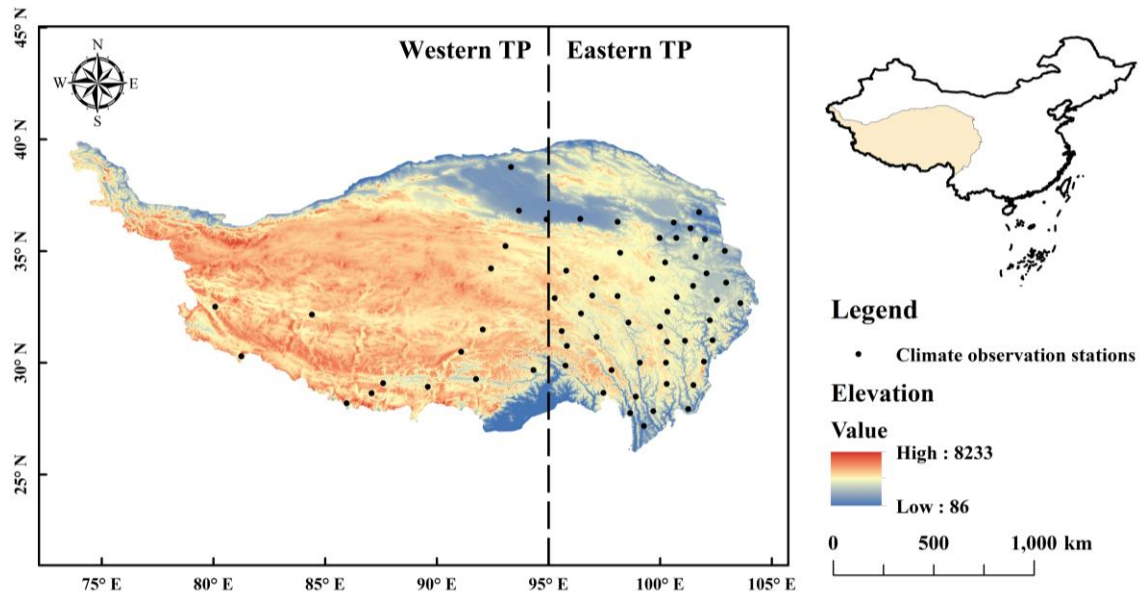 Western TP Eastern TP
N
W E
S
45° N
40° N
35° N
30° N
25° N
75° E 80° E 85° E 90° E 95° E 100° E 105° E
Legend
Climate observation stations
Elevation
Value
High : 8233
Low : 86
0 500 1,000 km